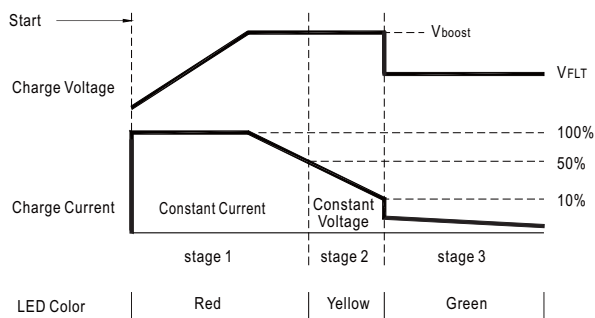 Start
Vboost
Charge Voltage
VFLT
100%
50%
10%
Charge Current
Constant Current
Constant
Voltage
stage 1
stage 2
stage 3
LED Color
Red
Yellow
Green